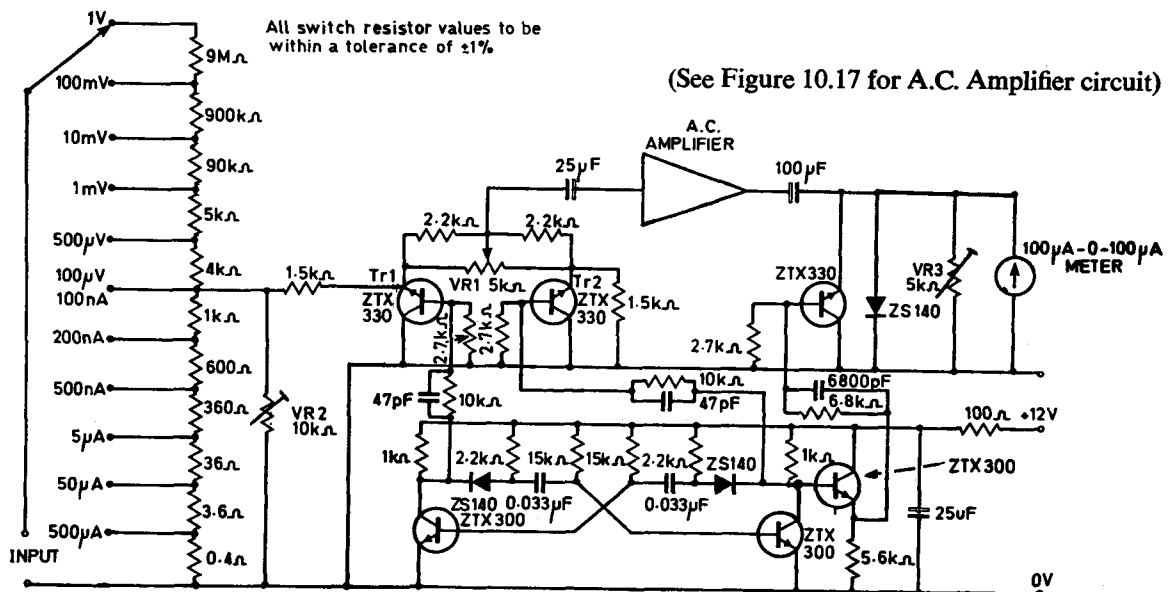 1V
All switch resistor values to be
within a tolerance of ±1%
9MΩ
(See Figure 10.17 for A.C. Amplifier circuit)
100mV
900kΩ
10mV
90kΩ
1mV
5kΩ
500µV
4kΩ
100µV
100nA
1kΩ
200nA
600Ω
500nA
360Ω
5µA
36Ω
50µA
3.6Ω
500µA
0.4Ω
INPUT
VR2
10kΩ
1.5kΩ
A.C.
AMPLIFIER
25µF
100µF
2.2kΩ
2.2kΩ
Tr1
VR1 5kΩ
Tr2
ZTX
330
ZTX
330
1.5kΩ
2.7kΩ
2.7kΩ
ZTX330
ZS140
VR3
5kΩ
100µA-0-100µA
METER
2.7kΩ
47pF
10kΩ
10kΩ
47pF
6800pF
6.8kΩ
100Ω
+12V
1kΩ
2.2kΩ
15kΩ
15kΩ
2.2kΩ
ZS140
1kΩ
ZTX300
ZS140
0.033µF
0.033µF
ZTX300
ZTX
300
25uF
5.6kΩ
0V